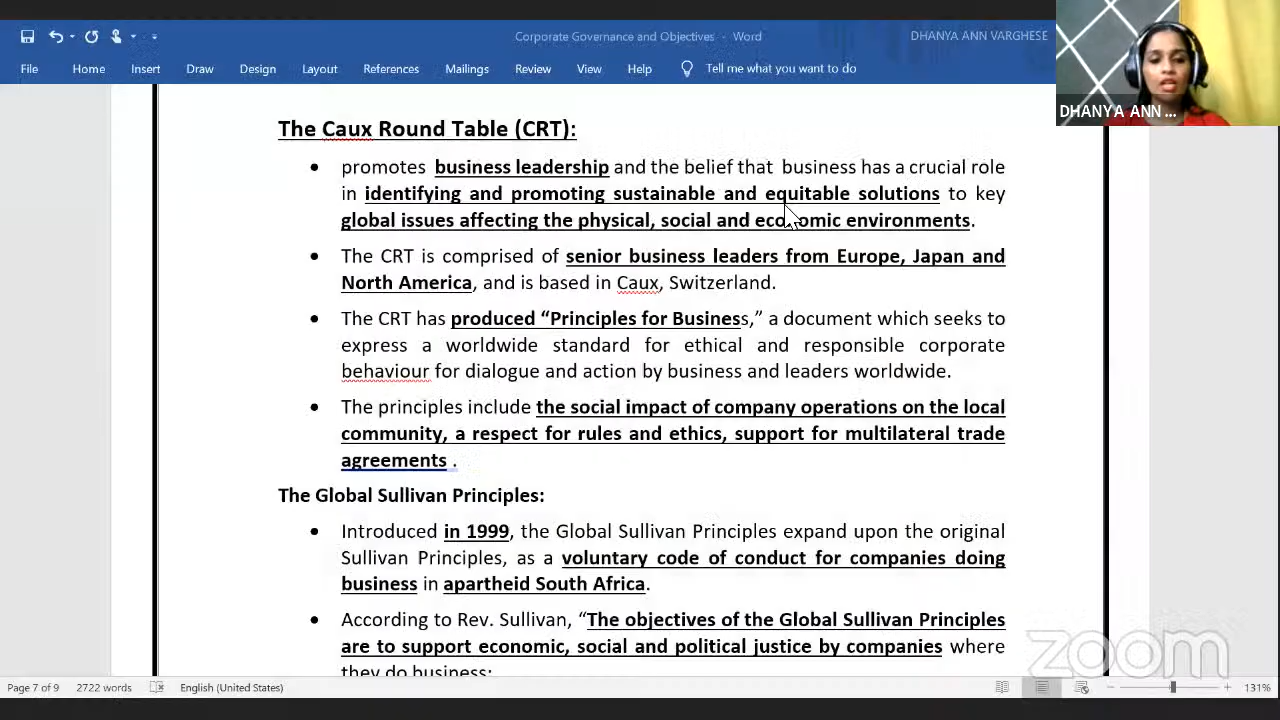 Corporate Governance and Objectives - Word
DHANYA ANN VARGHESE
File Home Insert Draw Design Layout References Mailings Review View Help Tell me what you want to do
DHANYA ANN ...
The Caux Round Table (CRT):
• promotes business leadership and the belief that business has a crucial role
in identifying and promoting sustainable and equitable solutions to key
global issues affecting the physical, social and economic environments.
• The CRT is comprised of senior business leaders from Europe, Japan and
North America, and is based in Caux, Switzerland.
• The CRT has produced “Principles for Business,” a document which seeks to
express a worldwide standard for ethical and responsible corporate
behaviour for dialogue and action by business and leaders worldwide.
• The principles include the social impact of company operations on the local
community, a respect for rules and ethics, support for multilateral trade
agreements .
The Global Sullivan Principles:
• Introduced in 1999, the Global Sullivan Principles expand upon the original
Sullivan Principles, as a voluntary code of conduct for companies doing
business in apartheid South Africa.
• According to Rev. Sullivan, “The objectives of the Global Sullivan Principles
are to support economic, social and political justice by companies where
they do business:
zoom
Page 7 of 9 2722 words English (United States) 131%